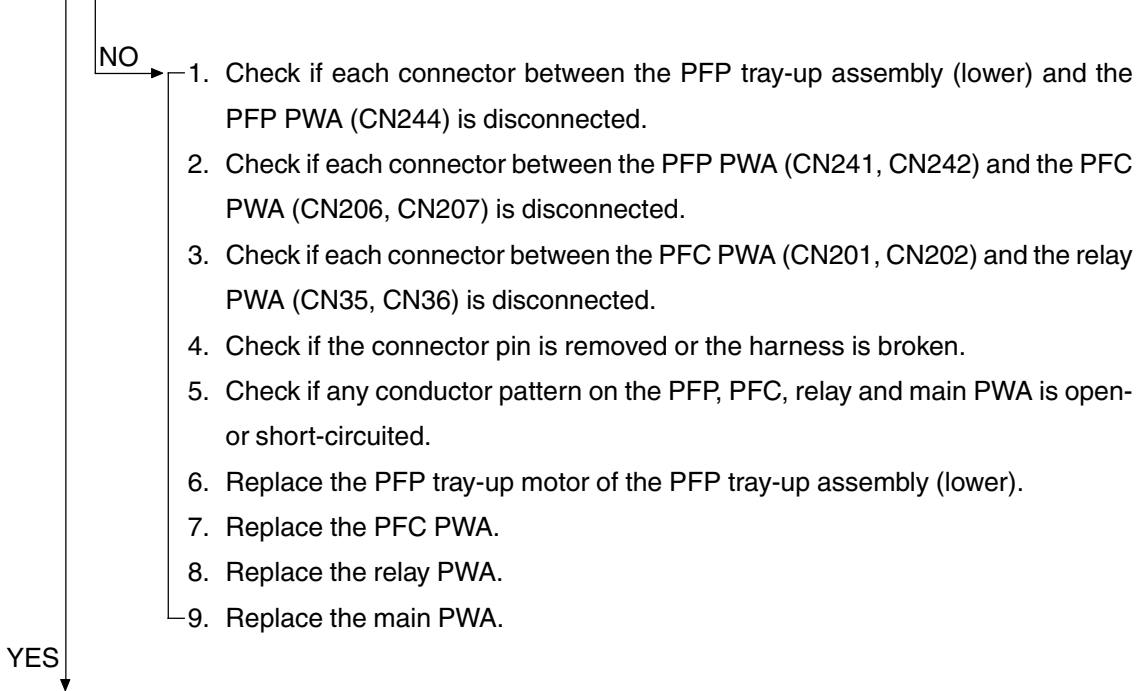 NO
1. Check if each connector between the PFP tray-up assembly (lower) and the
PFP PWA (CN244) is disconnected.
2. Check if each connector between the PFP PWA (CN241, CN242) and the PFC
PWA (CN206, CN207) is disconnected.
3. Check if each connector between the PFC PWA (CN201, CN202) and the relay
PWA (CN35, CN36) is disconnected.
4. Check if the connector pin is removed or the harness is broken.
5. Check if any conductor pattern on the PFP, PFC, relay and main PWA is open-
or short-circuited.
6. Replace the PFP tray-up motor of the PFP tray-up assembly (lower).
7. Replace the PFC PWA.
8. Replace the relay PWA.
9. Replace the main PWA.
YES